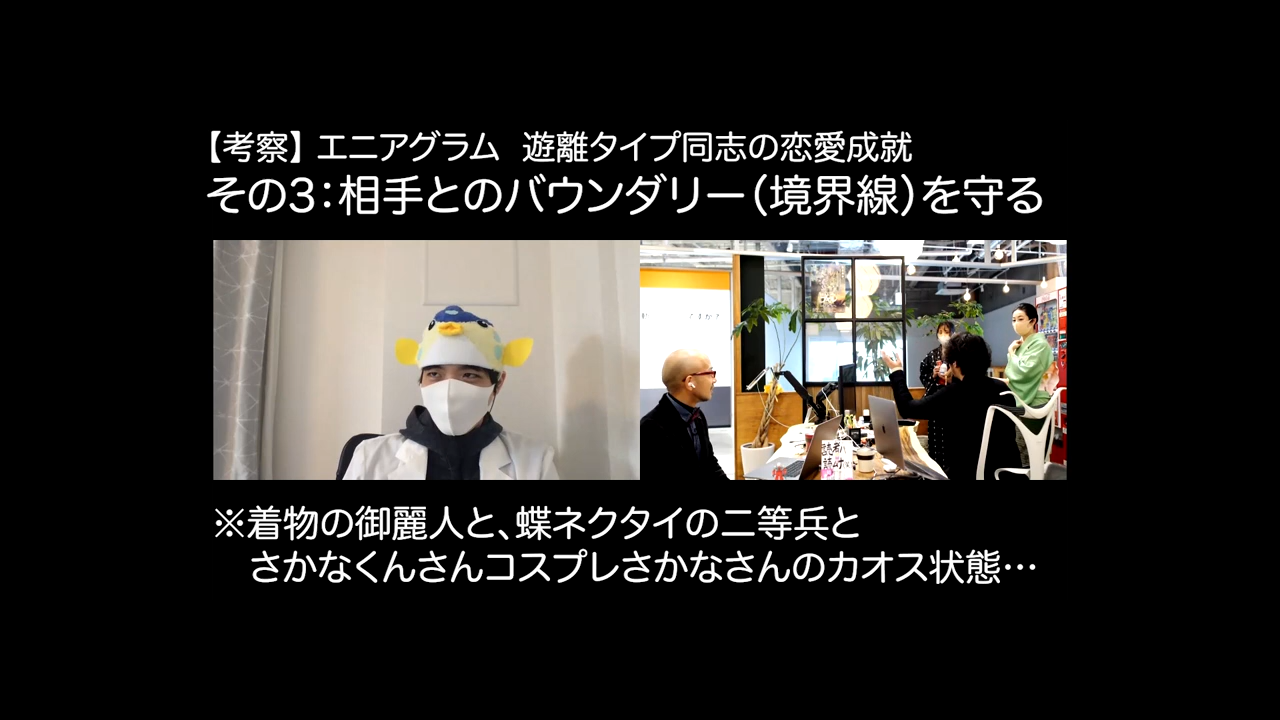 【考察】 エニアグラム 遊離タイプ同志の恋愛成就
その3：相手とのバウンダリー（境界線）を守る
ですか？
※着物の御麗人と、蝶ネクタイの二等兵と
さかなくんさんコスプレさかなさんのカオス状態…